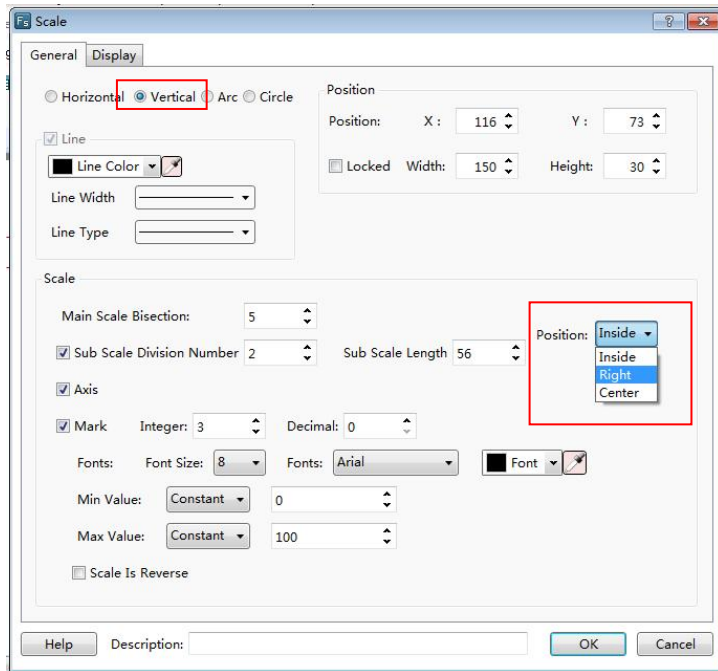 Fs Scale
General Display
Horizontal Vertical Arc Circle
Position
Position: X : 116 Y : 73
Line
Line Color
Locked Width: 150 Height: 30
Line Width
Line Type
Scale
Main Scale Bisection: 5
Position: Inside
Inside
Right
Center
Sub Scale Division Number 2 Sub Scale Length 56
Axis
Mark Integer: 3 Decimal: 0
Fonts: Font Size: 8 Fonts: Arial Font
Min Value: Constant 0
Max Value: Constant 100
Scale Is Reverse
Help Description: OK Cancel